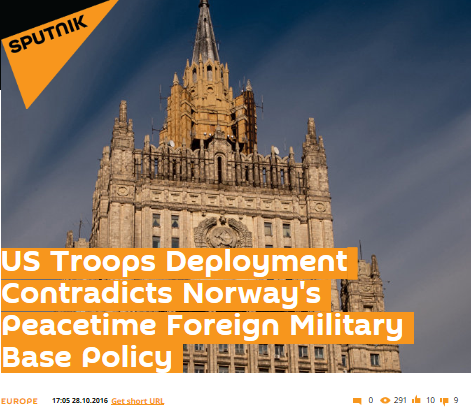 SPUTNIK
US Troops Deployment
Contradicts Norway's
Peacetime Foreign Military
Base Policy
EUROPE 17:05 28.10.2016 Get short URL 0 291 10 9